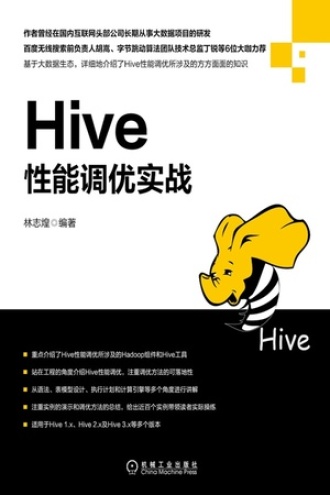 作者曾经在国内互联网头部公司长期从事大数据项目的研发
百度无线搜索前负责人胡嵩、字节跳动算法团队技术总监丁锐等6位大咖力荐
基于大数据生态，详细地介绍了Hive性能调优所涉及的方方面面的知识
Hive
性能调优实战
林志煌◎编著
Hive
重点介绍了Hive性能调优所涉及的Hadoop组件和Hive工具
站在工程的角度介绍Hive性能调优，注重调优方法的可落地性
从语法、表模型设计、执行计划和计算引擎等多个角度进行讲解
注重实例的演示和调优方法的总结，给出近百个实例带领读者实际操练
适用于Hive 1.x、Hive 2.x及Hive 3.x等多个版本
机械工业出版社
China Machine Press